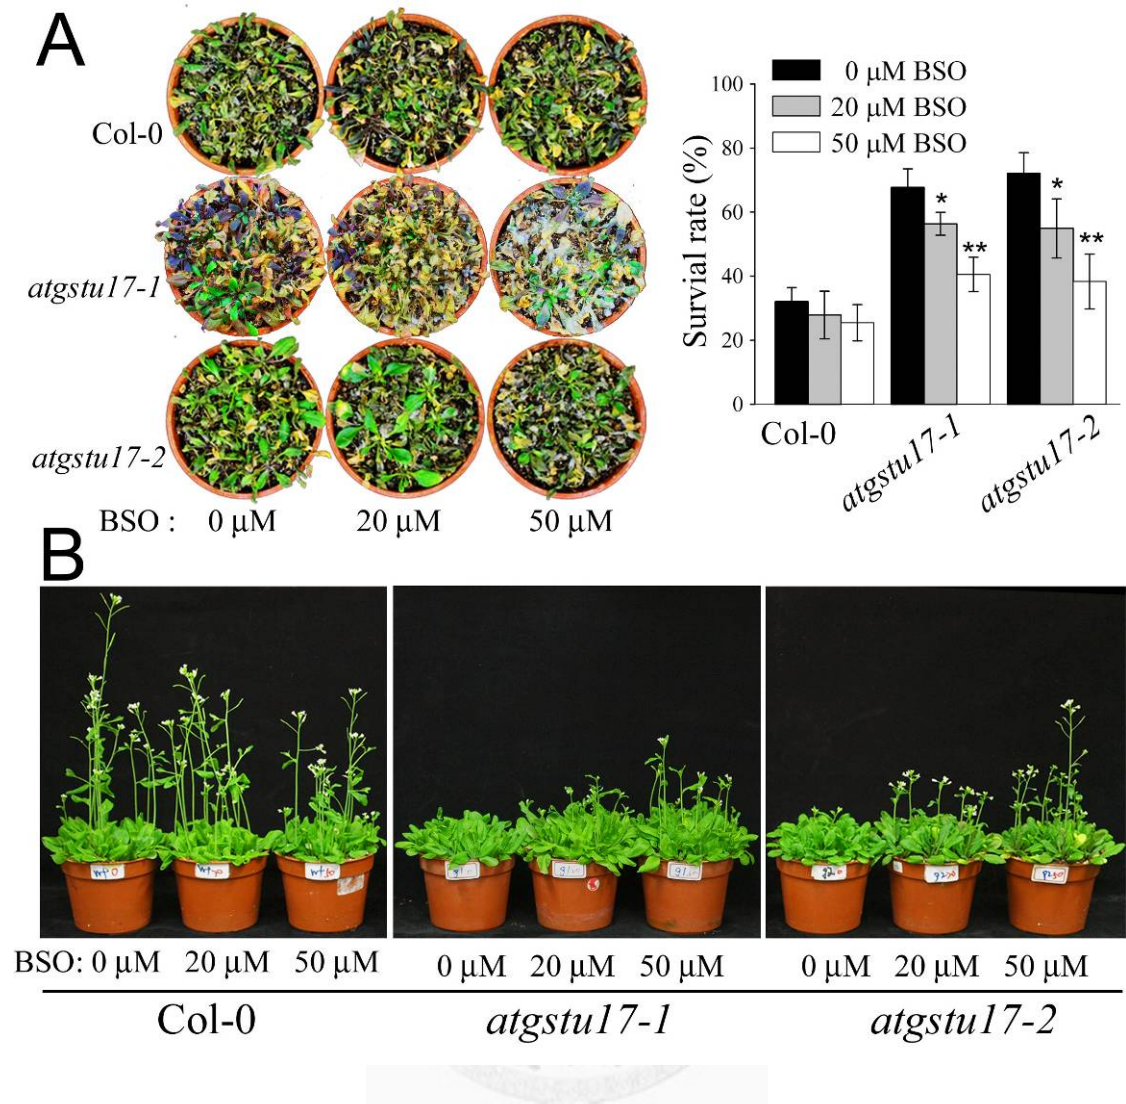 A
Col-0
atgstu17-1
atgstu17-2
BSO : 0 μM 20 μM 50 μM
0 μM BSO
20 μM BSO
50 μM BSO
Survial rate (%)
100
80
60
40
20
0
* ** * **
Col-0 atgstu17-1 atgstu17-2
B
wt 0
BSO: 0 μM 20 μM 50 μM 0 μM 20 μM 50 μM 0 μM 20 μM 50 μM
Col-0 atgstu17-1 atgstu17-2